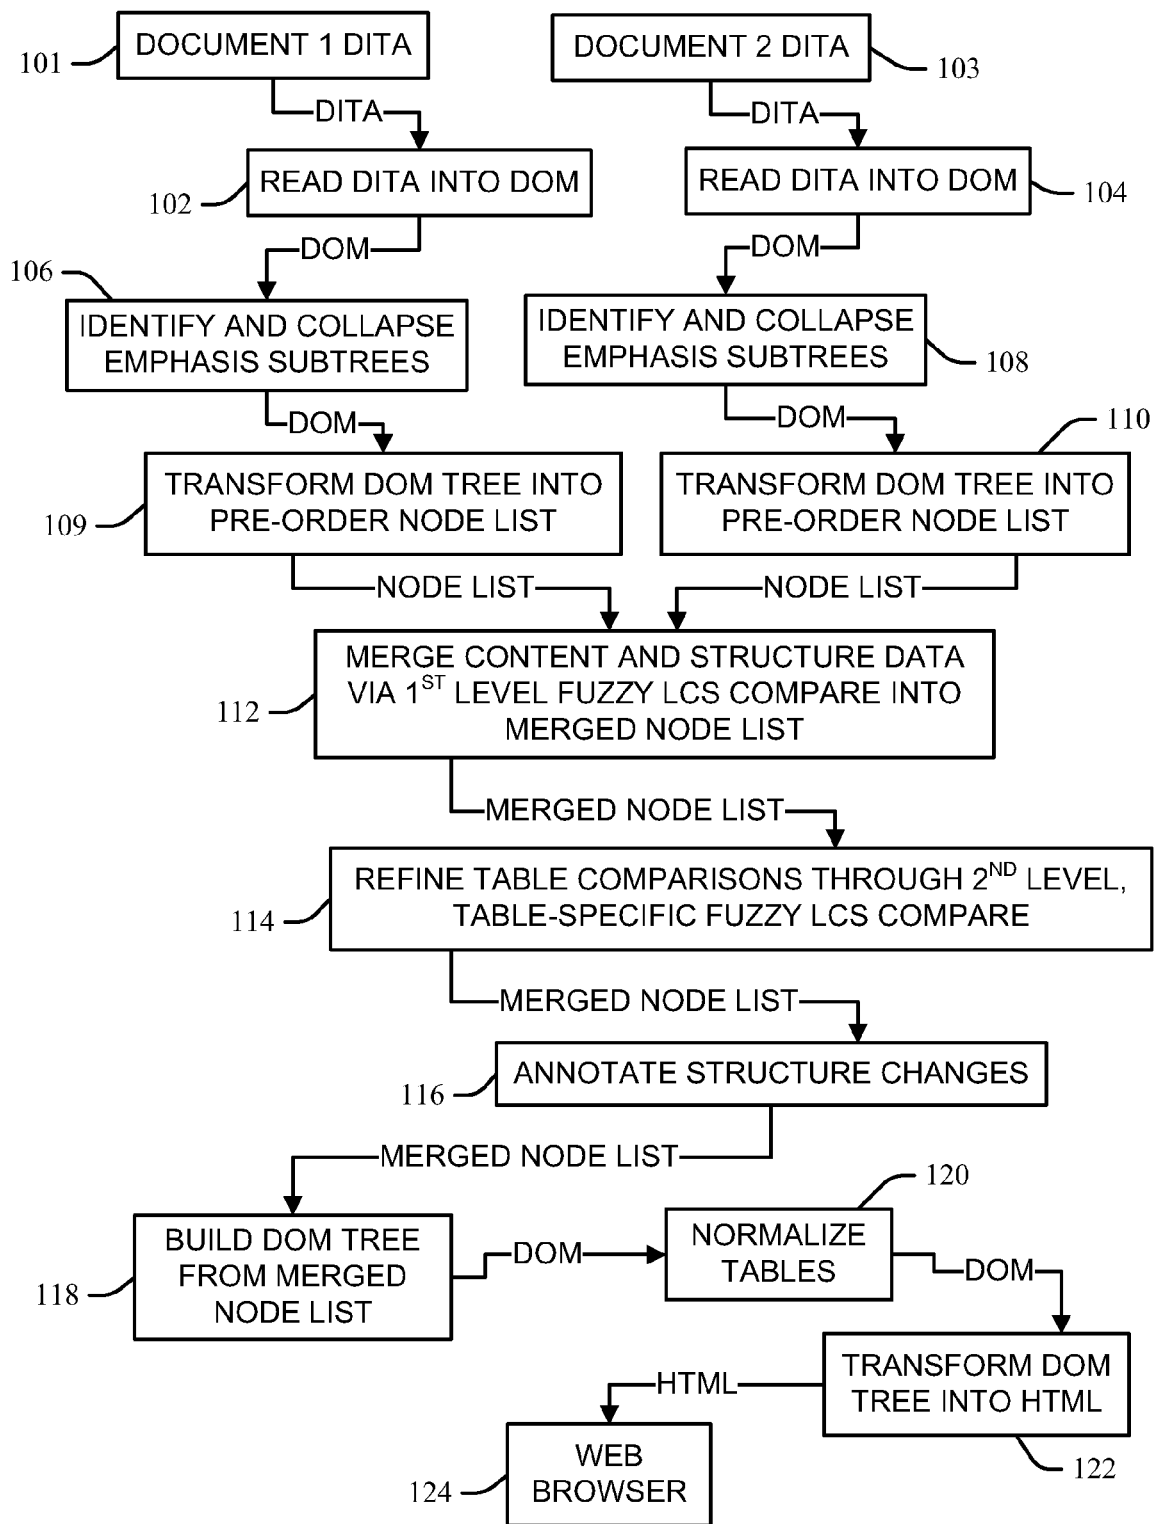 DOCUMENT 1 DITA
101
DOCUMENT 2 DITA
103
DITA
DITA
READ DITA INTO DOM
102
READ DITA INTO DOM
104
DOM
DOM
106
IDENTIFY AND COLLAPSE
EMPHASIS SUBTREES
IDENTIFY AND COLLAPSE
EMPHASIS SUBTREES
108
DOM
DOM
110
TRANSFORM DOM TREE INTO
PRE-ORDER NODE LIST
109
TRANSFORM DOM TREE INTO
PRE-ORDER NODE LIST
NODE LIST
NODE LIST
MERGE CONTENT AND STRUCTURE DATA
VIA 1ST LEVEL FUZZY LCS COMPARE INTO
MERGED NODE LIST
112
MERGED NODE LIST
REFINE TABLE COMPARISONS THROUGH 2ND LEVEL,
TABLE-SPECIFIC FUZZY LCS COMPARE
114
MERGED NODE LIST
ANNOTATE STRUCTURE CHANGES
116
MERGED NODE LIST
BUILD DOM TREE
FROM MERGED
NODE LIST
118
DOM
120
NORMALIZE
TABLES
DOM
TRANSFORM DOM
TREE INTO HTML
122
HTML
WEB
BROWSER
124